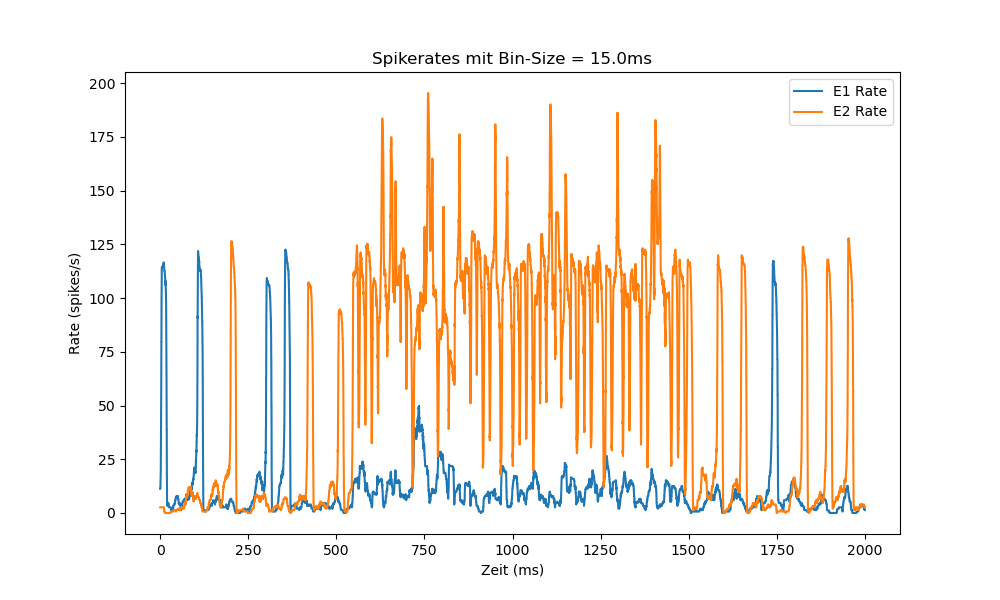 Spikerates mit Bin-Size = 15.0ms
E1 Rate
E2 Rate
200
175
150
125
100
75
50
25
0
Rate (spikes/s)
0 250 500 750 1000 1250 1500 1750 2000
Zeit (ms)